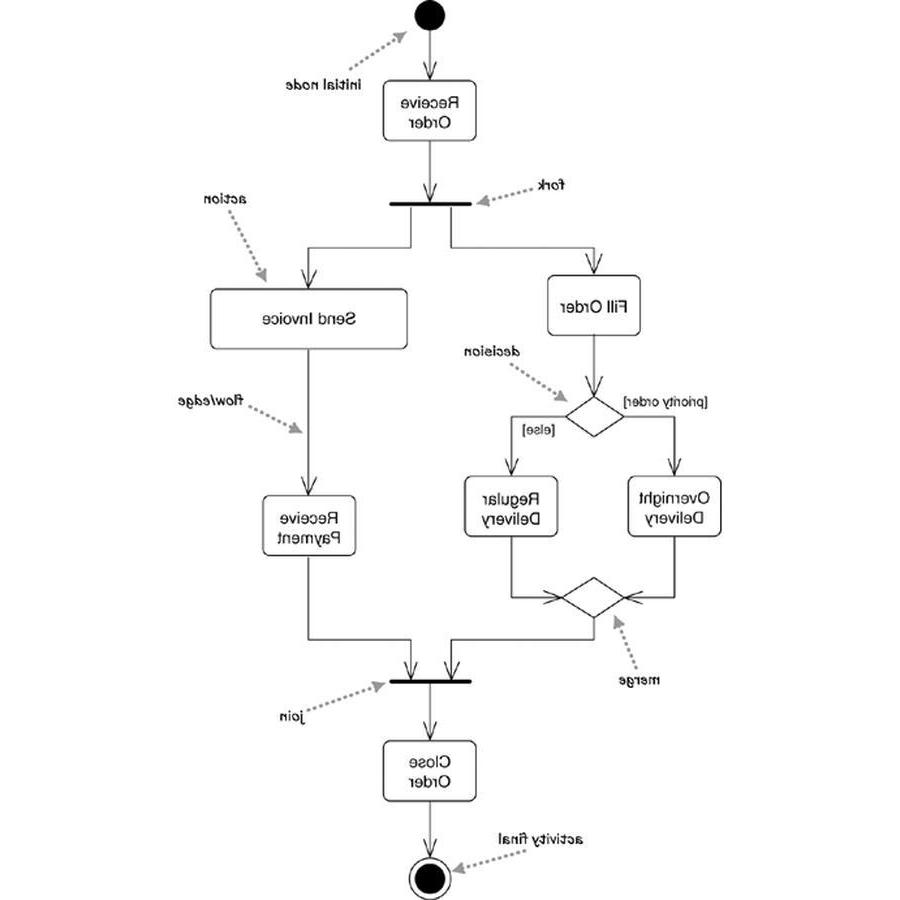 initial node
Receive
Order
fork
action
Fill Order
Send Invoice
decision
flow/edge
[priority order]
[else]
Overnight
Delivery
Regular
Delivery
Receive
Payment
merge
join
Close
Order
activity final